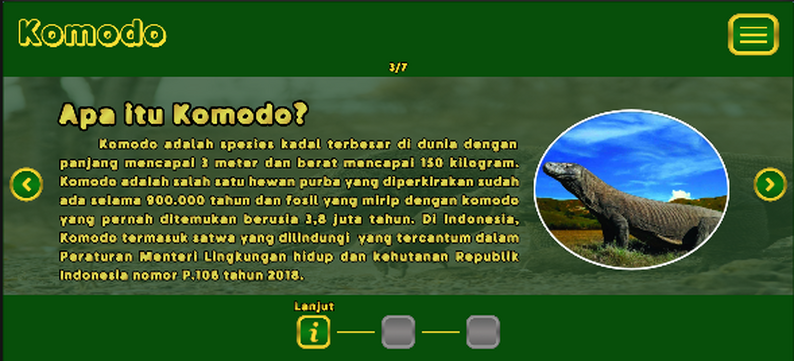 Komodo
3/7
Apa itu Komodo?
Komodo adalah spesies kadal terbesar di dunia dengan
panjang mencapai 3 meter dan berat mencapai 150 kilogram.
Komodo adalah salah satu hewan purba yang diperkirakan sudah
ada selama 900.000 tahun dan fosil yang mirip dengan komodo
yang pernah ditemukan berusia 3,8 juta tahun. Di Indonesia,
Komodo termasuk satwa yang dilindungi yang tercantum dalam
Peraturan Menteri Lingkungan hidup dan kehutanan Republik
Indonesia nomor P.106 tahun 2018.
Lanjut
i